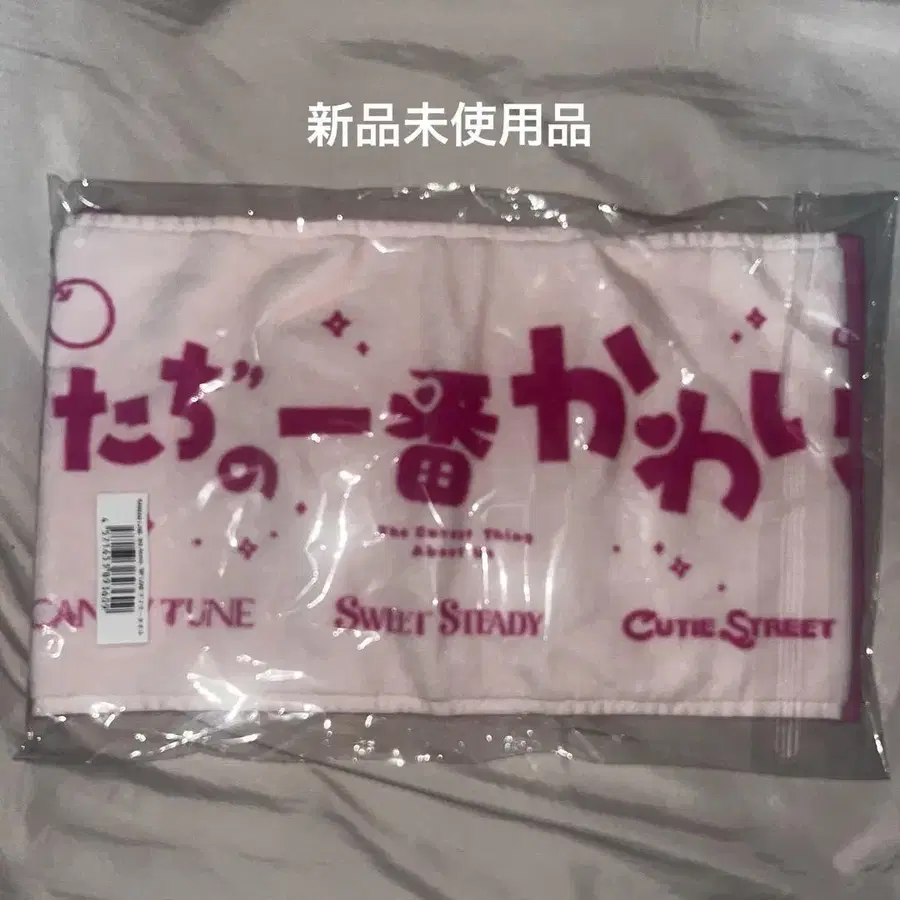 新品未使用品
たちの一番かわい
The Cutest Thing
About Us
CANDY TUNE
SWEET STEADY
CUTIE STREET